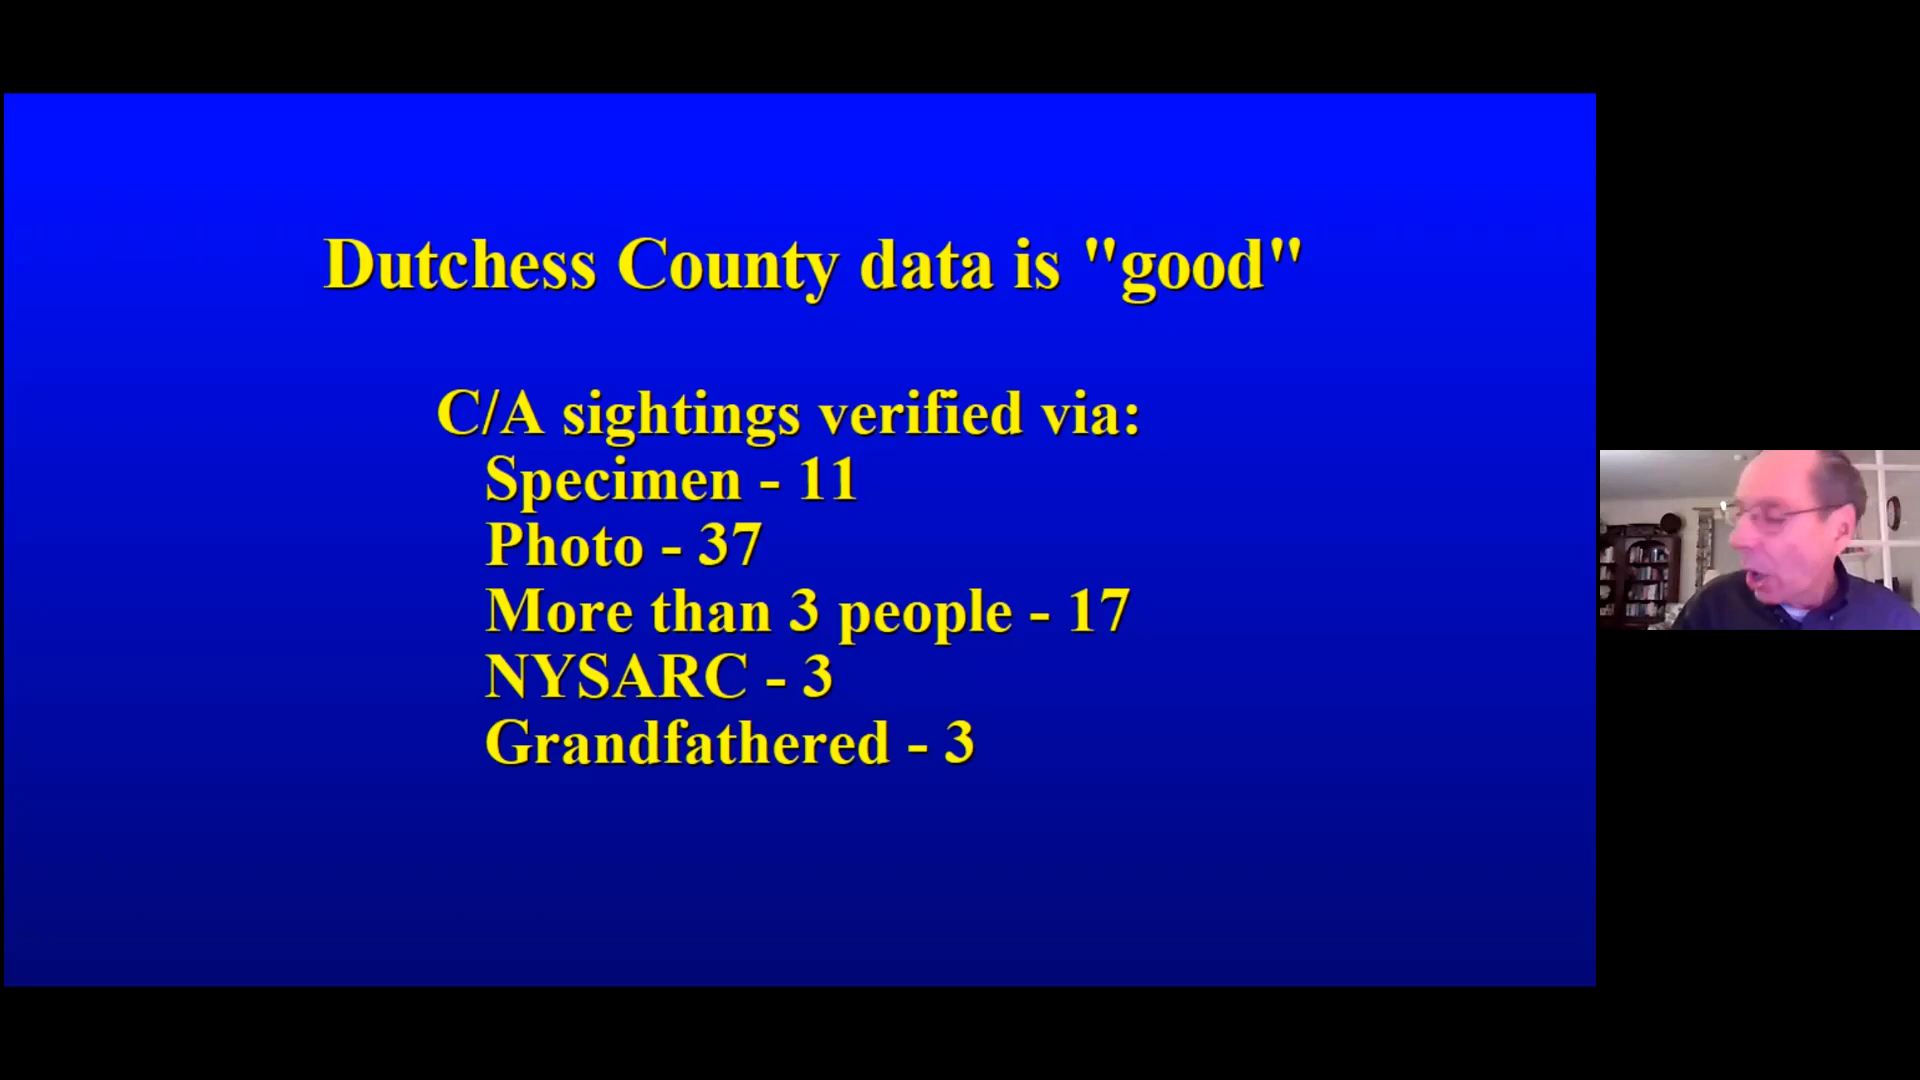 Dutchess County data is "good"
C/A sightings verified via:
Specimen - 11
Photo - 37
More than 3 people - 17
NYSARC - 3
Grandfathered - 3